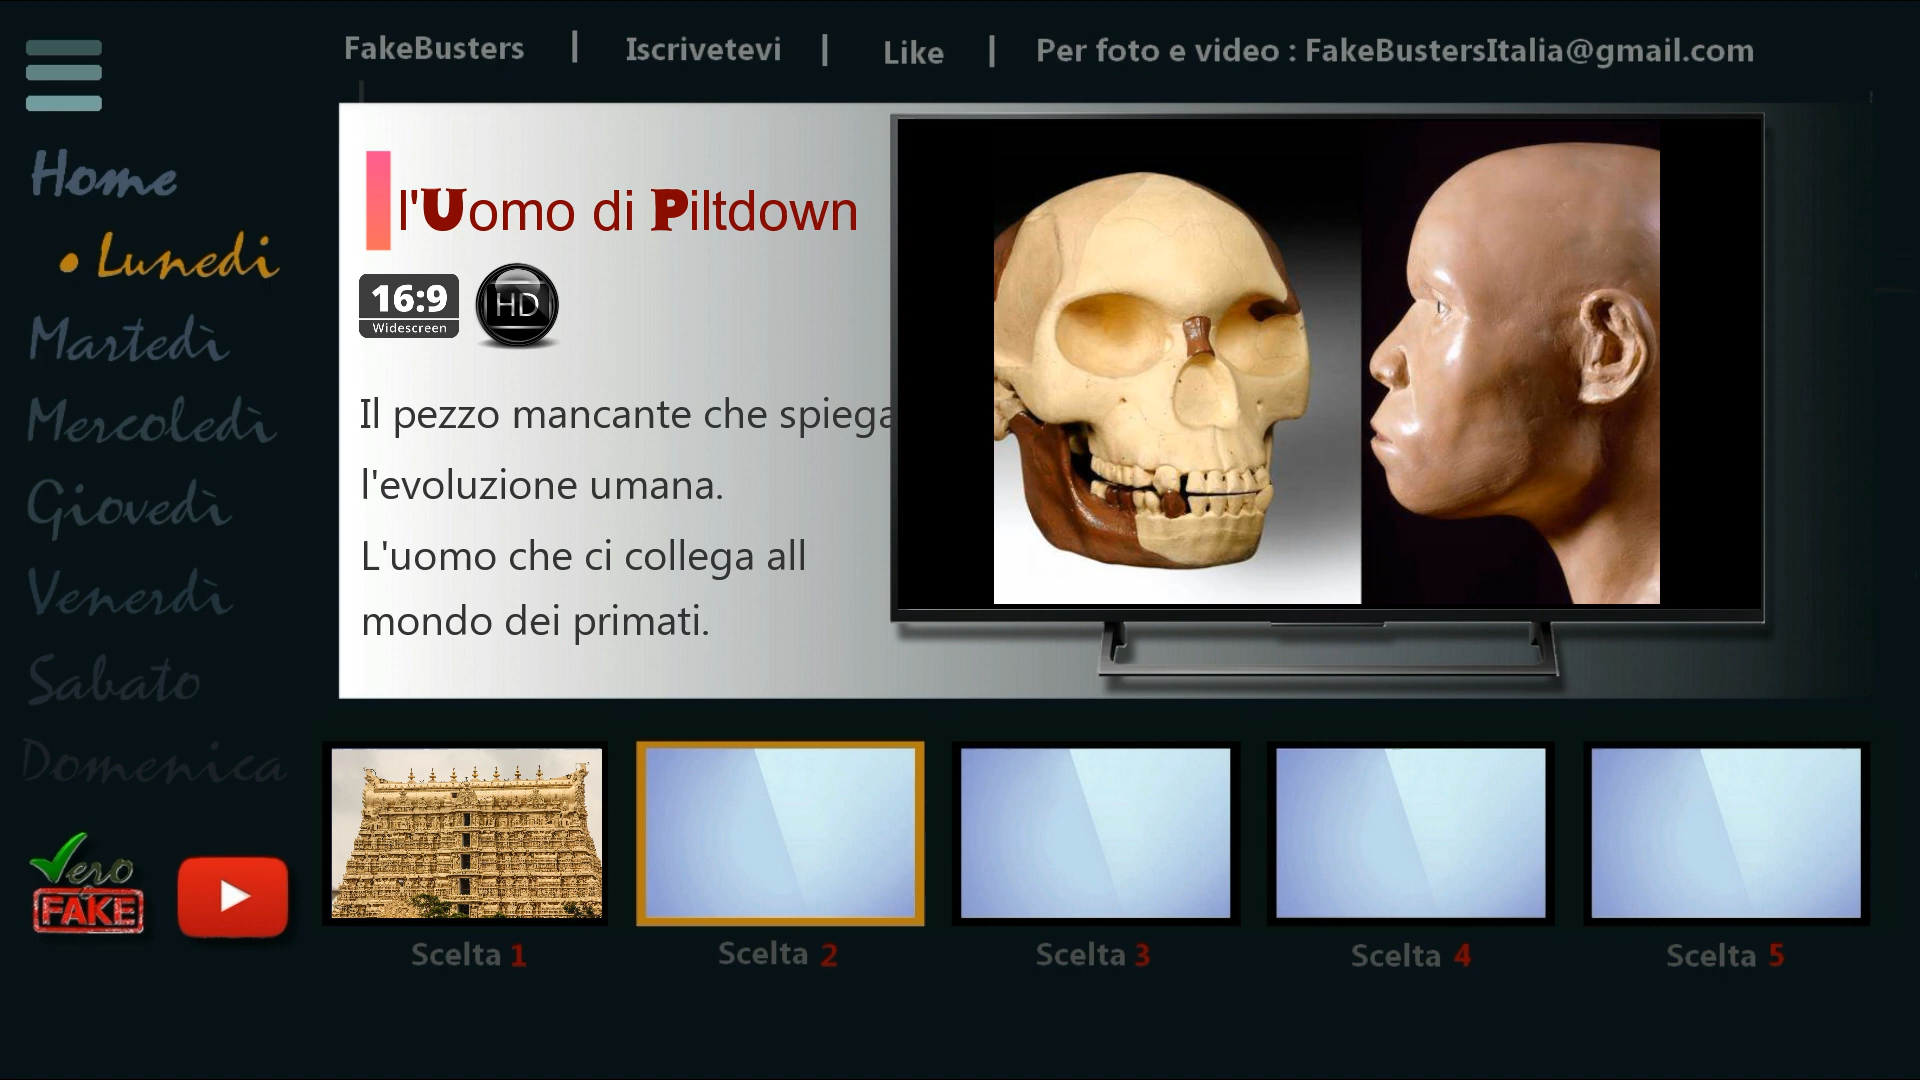 FakeBusters | Iscrivetevi | Like | Per foto e video : FakeBustersItalia@gmail.com
Home
• Lunedì
Martedì
Mercoledì
Giovedì
Venerdì
Sabato
Domenica
l'Uomo di Piltdown
16:9
Widescreen
HD
Il pezzo mancante che spiega
l'evoluzione umana.
L'uomo che ci collega all
mondo dei primati.
Vero
o
FAKE
Scelta 1
Scelta 2
Scelta 3
Scelta 4
Scelta 5